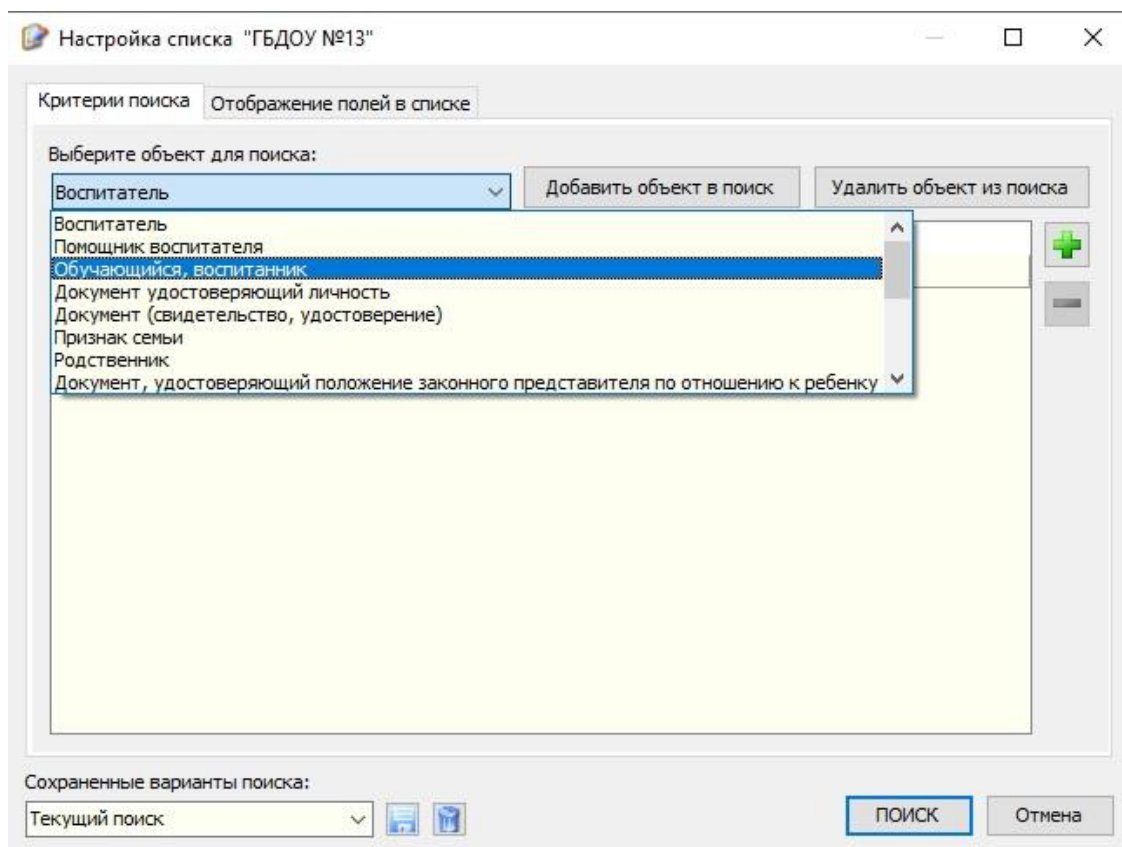 Настройка списка "ГБДОУ №13"
Критерии поиска
Отображение полей в списке
Выберите объект для поиска:
Воспитатель
Добавить объект в поиск
Удалить объект из поиска
Воспитатель
Помощник воспитателя
Обучающийся, воспитанник
Документ удостоверяющий личность
Документ (свидетельство, удостоверение)
Признак семьи
Родственник
Документ, удостоверяющий положение законного представителя по отношению к ребенку
Сохраненные варианты поиска:
Текущий поиск
ПОИСК
Отмена